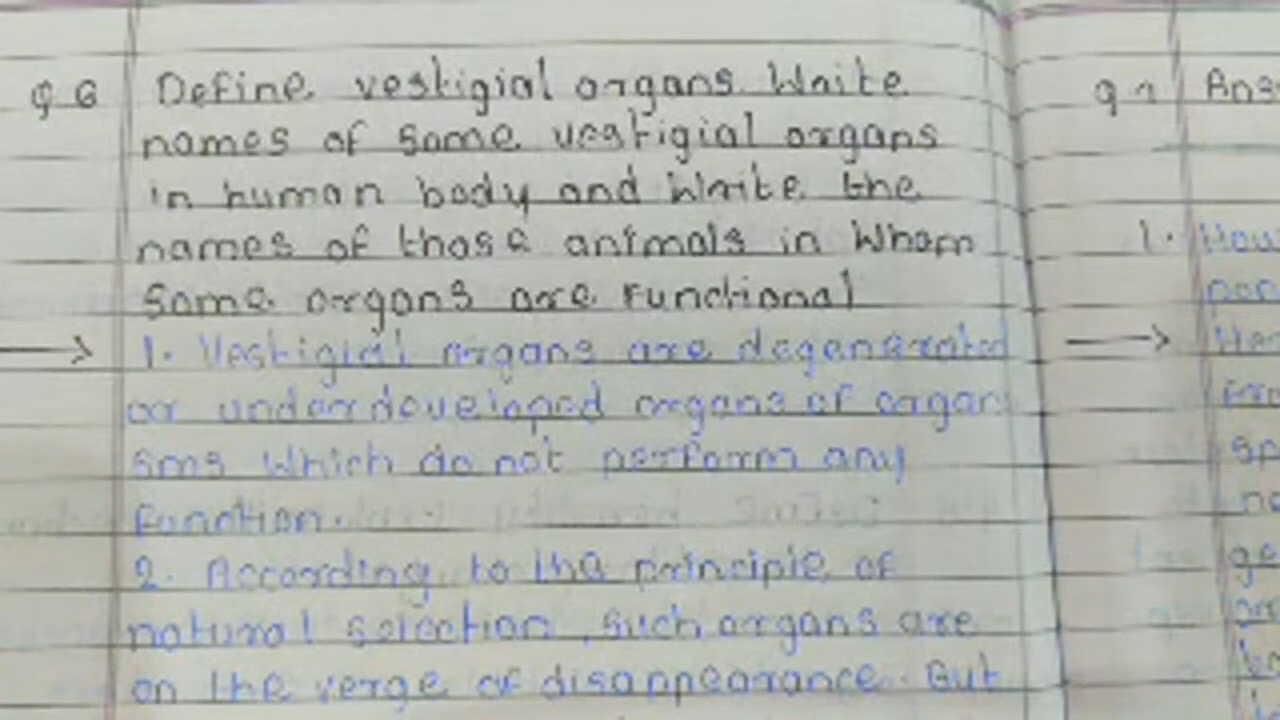 Q 6 Define vestigial organs. Write
names of some vestigial organs
in human body and write the
names of those animals in whom
same organs are functional
→ 1. Vestigial organs are degenerated
or underdeveloped organs of organi
sms which do not perform any
function.
2. According to the principle of
natural selection, such organs are
on the verge of disappearance. But
Ans
1.